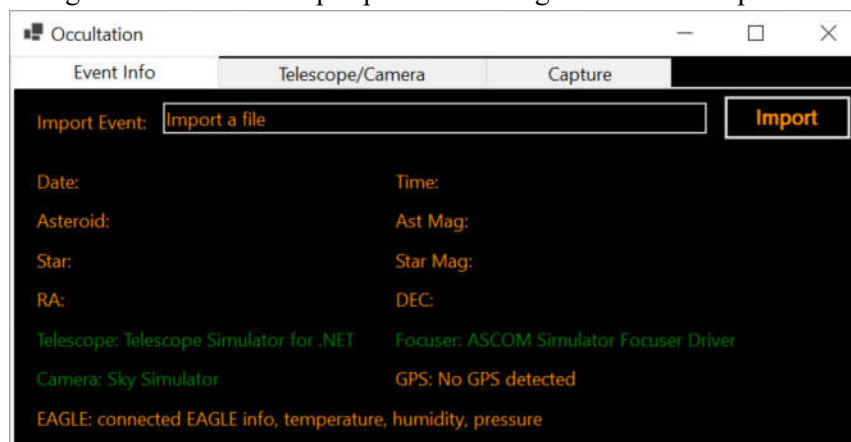 Occultation
Event Info Telescope/Camera Capture
Import Event: Import a file Import
Date: Time:
Asteroid: Ast Mag:
Star: Star Mag:
RA: DEC:
Telescope: Telescope Simulator for .NET Focuser: ASCOM Simulator Focuser Driver
Camera: Sky Simulator GPS: No GPS detected
EAGLE: connected EAGLE info, temperature, humidity, pressure